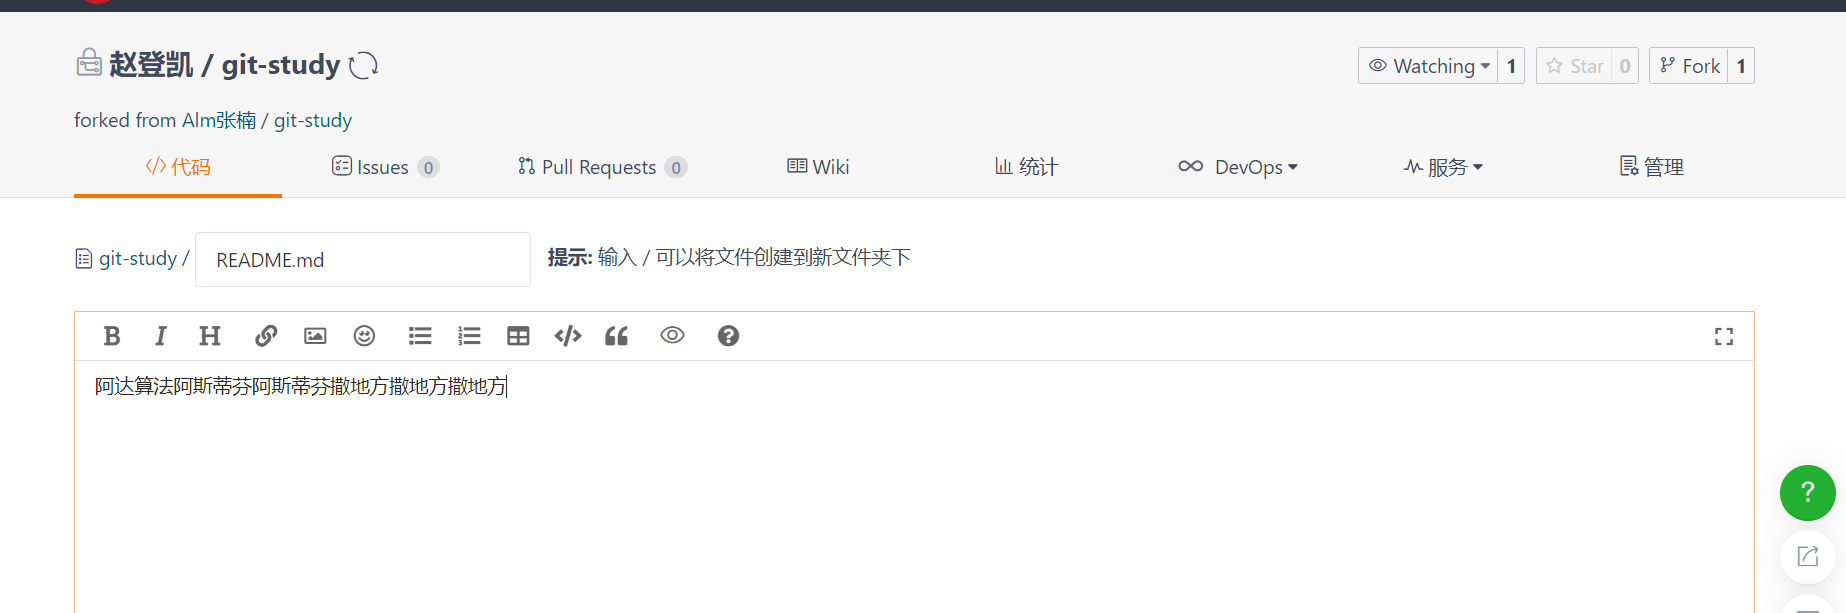 赵登凯 / git-study
Watching 1 Star 0 Fork 1
forked from Alm张楠 / git-study
代码 Issues 0 Pull Requests 0 Wiki 统计 DevOps 服务 管理
git-study / README.md 提示: 输入 / 可以将文件创建到新文件夹下
B I H
阿达算法阿斯蒂芬阿斯蒂芬撒地方撒地方撒地方